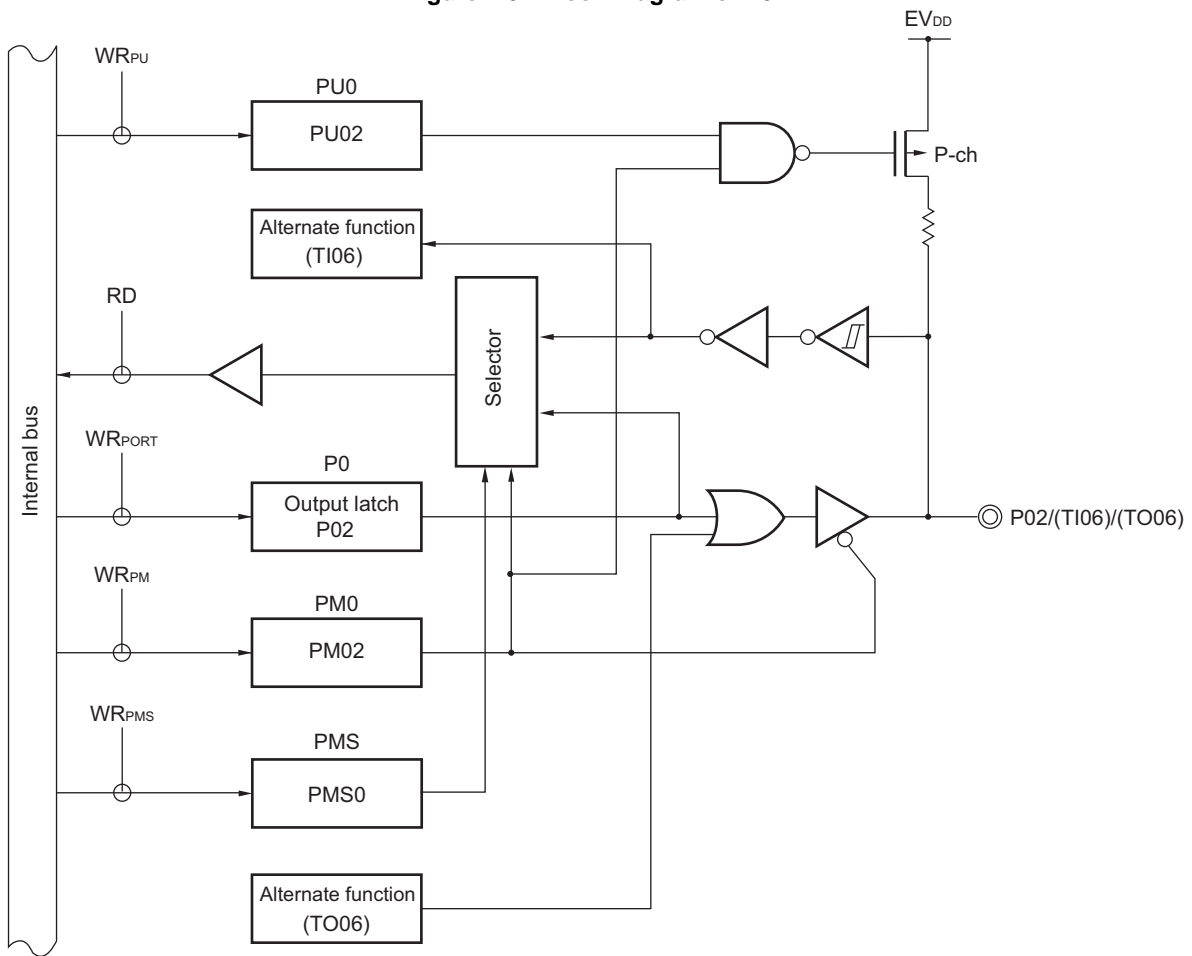 EVDD
WRPU
PU0
PU02
P-ch
Alternate function
(TI06)
RD
Selector
Internal bus
WRPORT
P0
Output latch
P02
P02/(TI06)/(TO06)
WRPM
PM0
PM02
WRPMS
PMS
PMS0
Alternate function
(TO06)